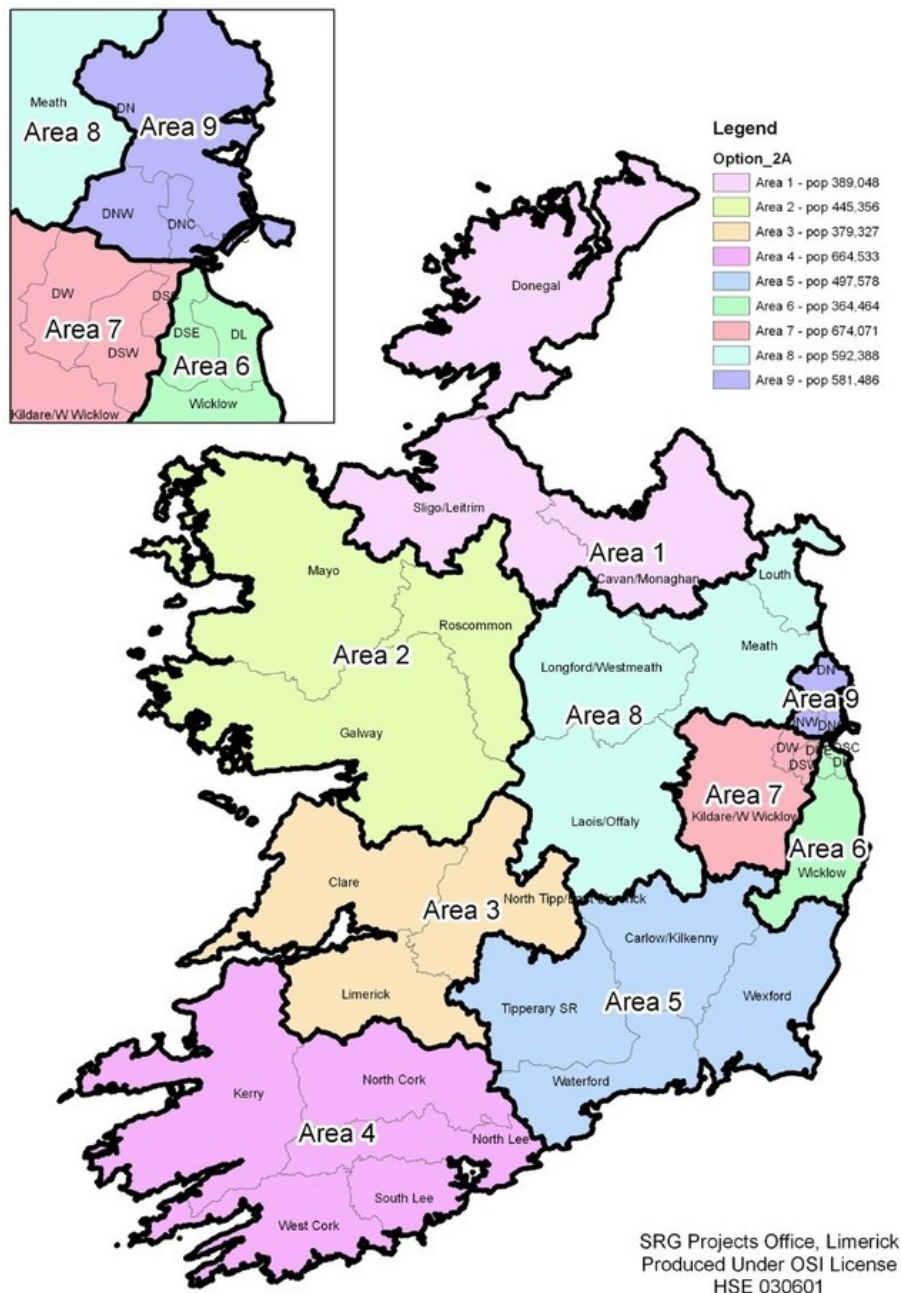 Meath
Area 8
DN
Area 9
DNW
DNC
DW
DSC
Area 7
DSE
DL
DSW
Area 6
Wicklow
Kildare/W Wicklow
Legend
Option_2A
Area 1 - pop 389,048
Area 2 - pop 445,356
Area 3 - pop 379,327
Area 4 - pop 664,533
Area 5 - pop 497,578
Area 6 - pop 364,464
Area 7 - pop 674,071
Area 8 - pop 592,388
Area 9 - pop 581,486
Donegal
Sligo/Leitrim
Area 1
Cavan/Monaghan
Louth
Mayo
Roscommon
Area 2
Longford/Westmeath
Meath
DN
Area 9
Galway
Area 8
DW
DSW
Area 7
Laois/Offaly
Kildare/W Wicklow
Area 6
Wicklow
Clare
North Tipp/East Limerick
Area 3
Carlow/Kilkenny
Limerick
Tipperary SR
Area 5
Wexford
Waterford
Kerry
North Cork
Area 4
North Lee
South Lee
West Cork
SRG Projects Office, Limerick
Produced Under OSI License
HSE 030601